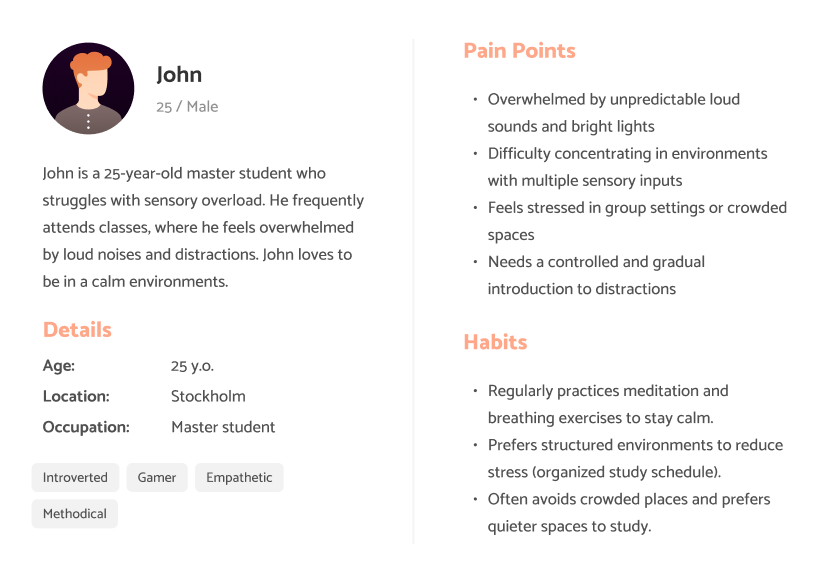 John
25 / Male
John is a 25-year-old master student who
struggles with sensory overload. He frequently
attends classes, where he feels overwhelmed
by loud noises and distractions. John loves to
be in a calm environments.
Details
Age: 25 y.o.
Location: Stockholm
Occupation: Master student
Introverted Gamer Empathetic
Methodical
Pain Points
• Overwhelmed by unpredictable loud
sounds and bright lights
• Difficulty concentrating in environments
with multiple sensory inputs
• Feels stressed in group settings or crowded
spaces
• Needs a controlled and gradual
introduction to distractions
Habits
• Regularly practices meditation and
breathing exercises to stay calm.
• Prefers structured environments to reduce
stress (organized study schedule).
• Often avoids crowded places and prefers
quieter spaces to study.